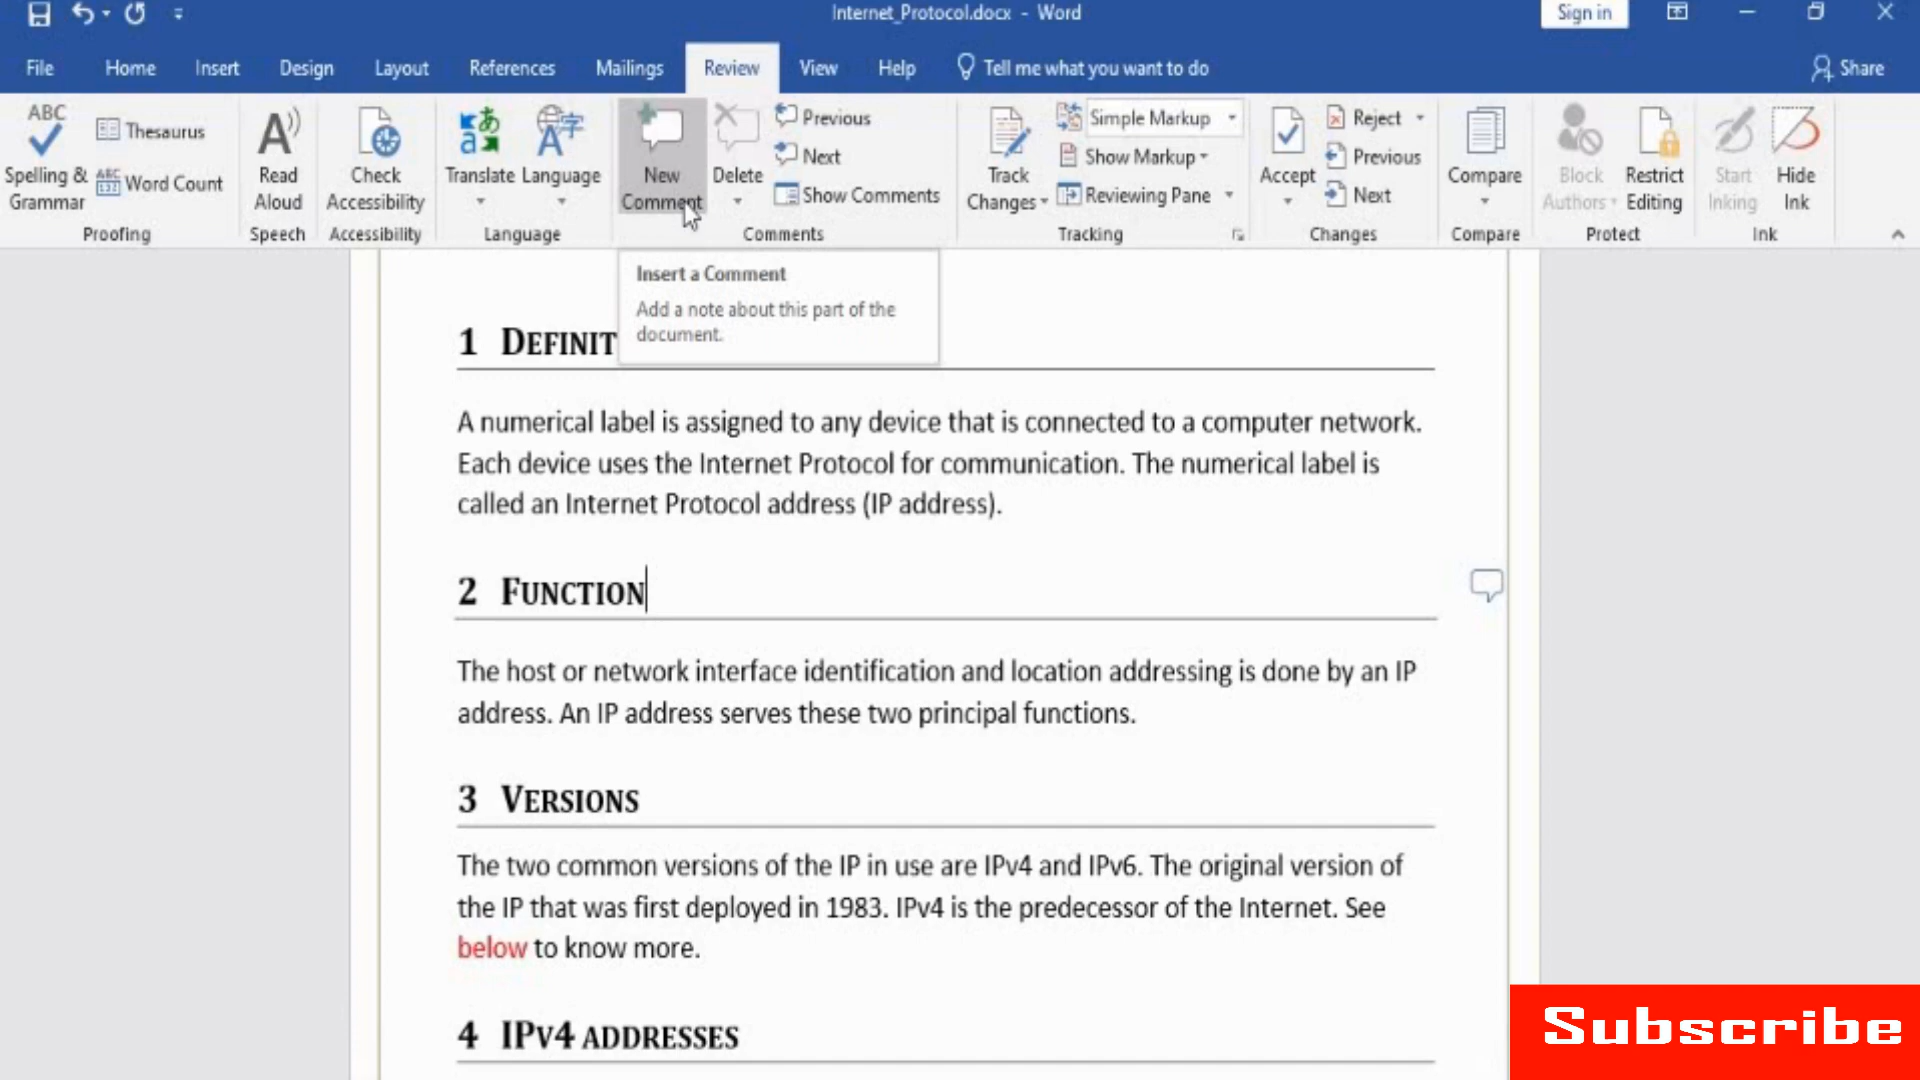 Internet_Protocol.docx - Word
Sign in
File Home Insert Design Layout References Mailings Review View Help Tell me what you want to do Share
ABC
Spelling &
Grammar
Thesaurus
ABC
123
Word Count
Proofing
A
Read
Aloud
Speech
Check
Accessibility
Accessibility
Translate
Language
Language
New
Comment
Delete
Previous
Next
Show Comments
Comments
Track
Changes
Simple Markup
Show Markup
Reviewing Pane
Tracking
Accept
Reject
Previous
Next
Changes
Compare
Compare
Block
Authors
Restrict
Editing
Protect
Start
Inking
Hide
Ink
Ink
Insert a Comment
Add a note about this part of the
document.
1 DEFINIT
A numerical label is assigned to any device that is connected to a computer network.
Each device uses the Internet Protocol for communication. The numerical label is
called an Internet Protocol address (IP address).
2 FUNCTION
The host or network interface identification and location addressing is done by an IP
address. An IP address serves these two principal functions.
3 VERSIONS
The two common versions of the IP in use are IPv4 and IPv6. The original version of
the IP that was first deployed in 1983. IPv4 is the predecessor of the Internet. See
below to know more.
4 IPV4 ADDRESSES
Subscribe